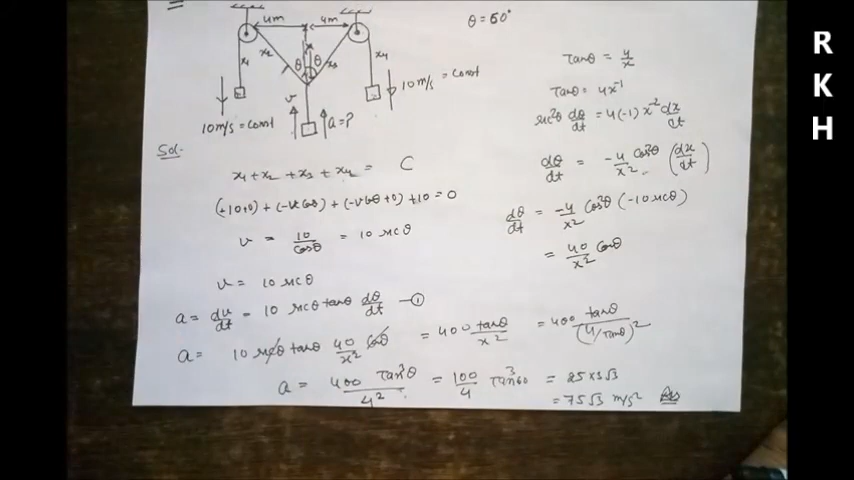 4m 4m
θ = 60°
x1 x2 x θ θ x3 x4
v a = ?
10 m/s = const 10 m/s = const
Sol.
x1 + x2 + x3 + x4 = C
(+10+0) + (-v cosθ) + (-v cosθ + 0) + 10 = 0
v = 10/cosθ = 10 secθ
v = 10 secθ
a = dv/dt = 10 secθ tanθ dθ/dt —①
a = 10 secθ tanθ 40/x² cosθ = 400 tanθ/x² = 400 tanθ/(4/tanθ)²
a = 400 tan³θ/4² = 100/4 tan³60 = 25×3√3
= 75√3 m/s² Ans
tanθ = 4/x
tanθ = 4x⁻¹
sec²θ dθ/dt = 4(-1) x⁻² dx/dt
dθ/dt = -4/x² cos²θ (dx/dt)
dθ/dt = -4/x² cos²θ (-10 secθ)
= 40/x² cosθ
R
K
H